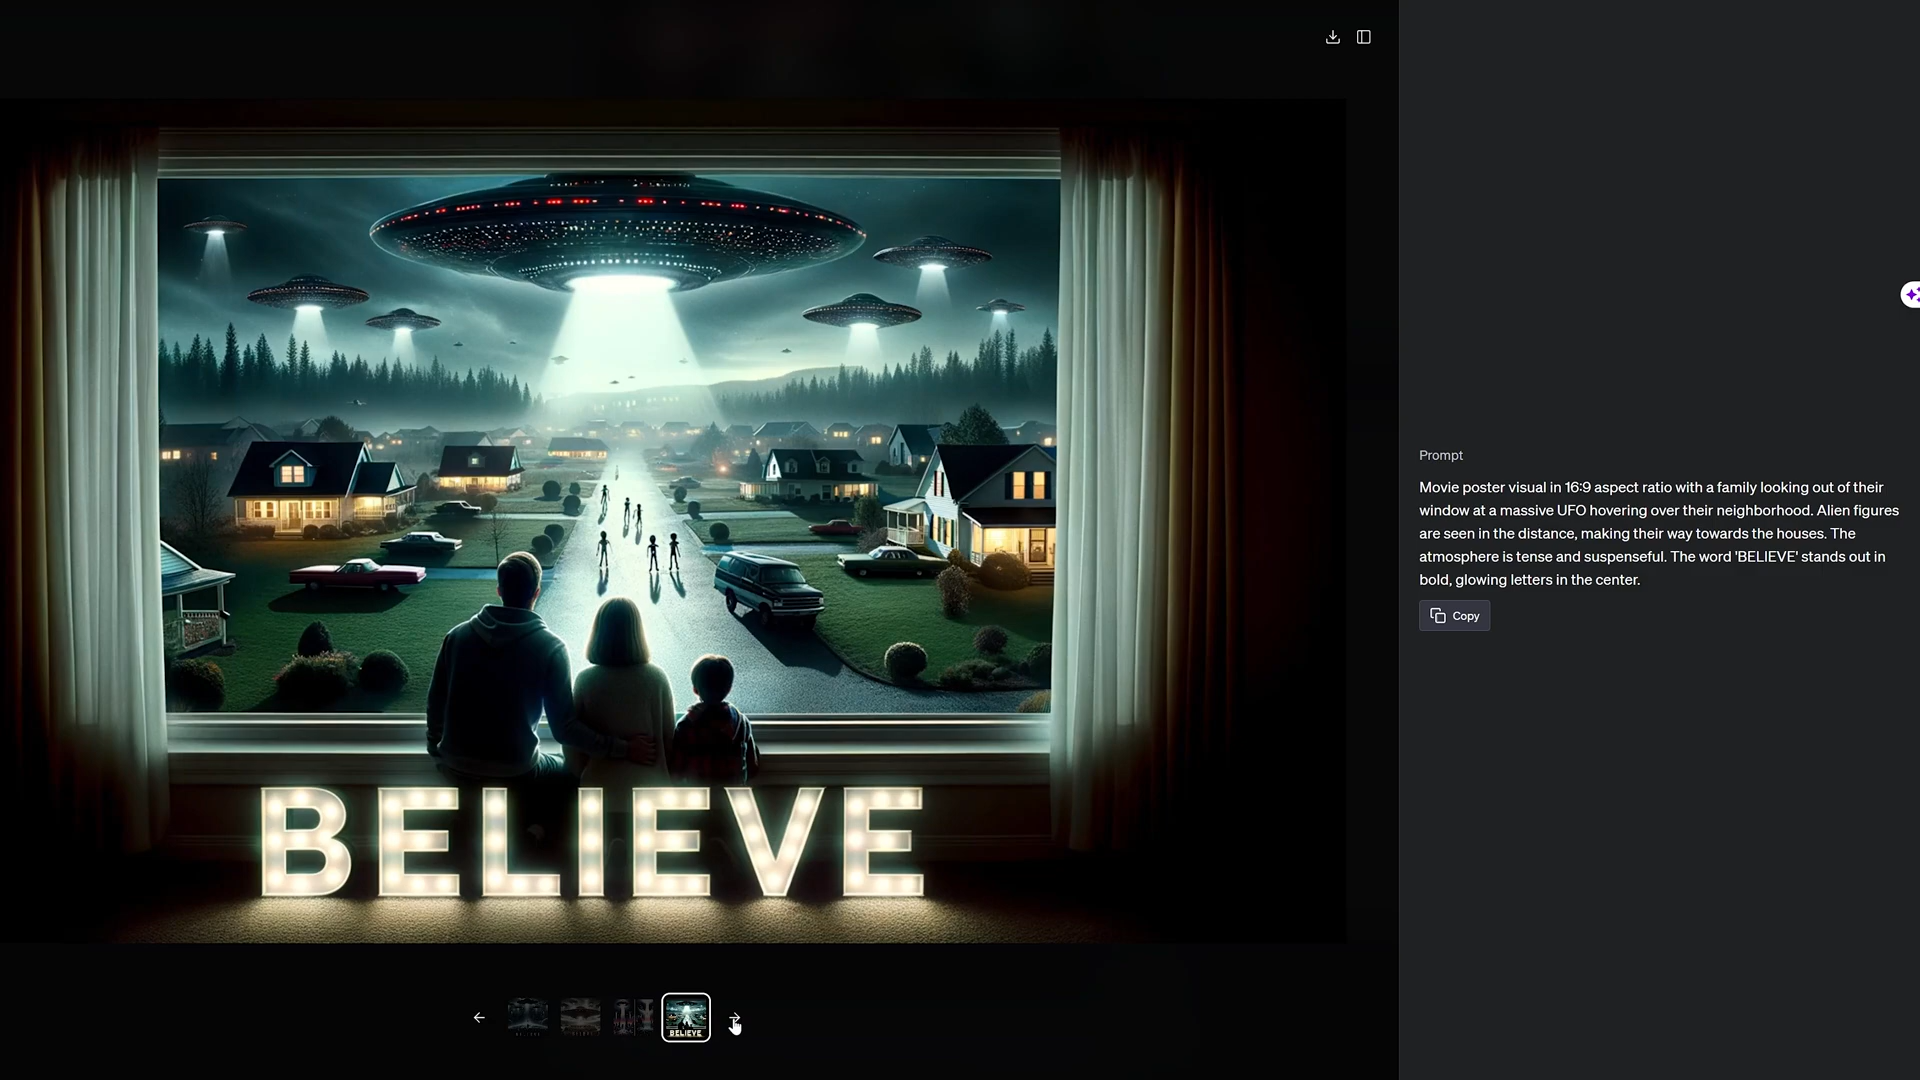 BELIEVE
Prompt
Movie poster visual in 16:9 aspect ratio with a family looking out of their
window at a massive UFO hovering over their neighborhood. Alien figures
are seen in the distance, making their way towards the houses. The
atmosphere is tense and suspenseful. The word 'BELIEVE' stands out in
bold, glowing letters in the center.
Copy
BELIEVE